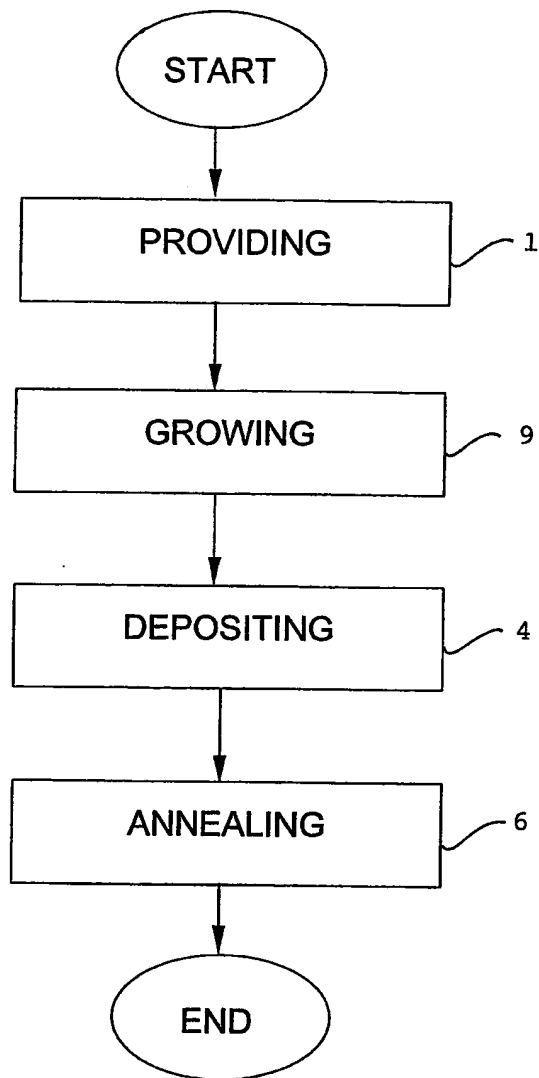 START
PROVIDING
1
GROWING
9
DEPOSITING
4
ANNEALING
6
END